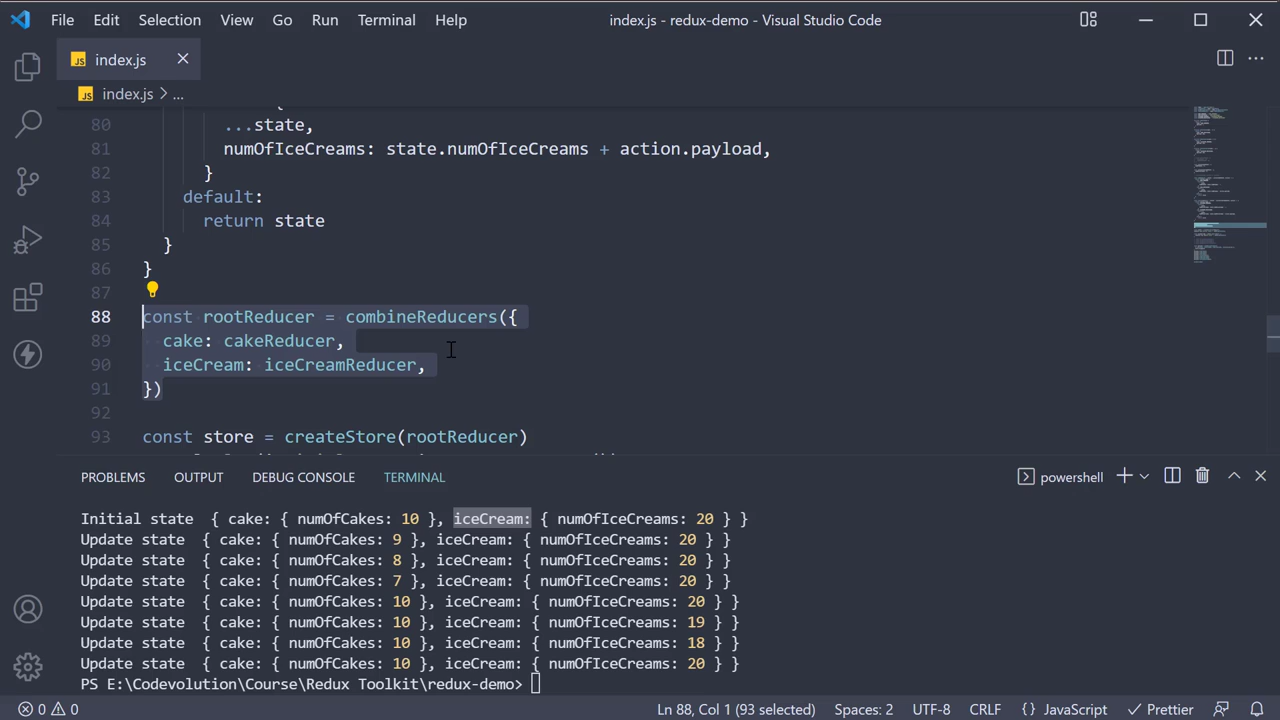 File Edit Selection View Go Run Terminal Help index.js - redux-demo - Visual Studio Code
JS index.js
JS index.js > ...
80 ...state,
81 numOfIceCreams: state.numOfIceCreams + action.payload,
82 }
83 default:
84 return state
85 }
86 }
87
88 const rootReducer = combineReducers({
89 cake: cakeReducer,
90 iceCream: iceCreamReducer,
91 })
92
93 const store = createStore(rootReducer)
PROBLEMS OUTPUT DEBUG CONSOLE TERMINAL powershell
Initial state { cake: { numOfCakes: 10 }, iceCream: { numOfIceCreams: 20 } }
Update state { cake: { numOfCakes: 9 }, iceCream: { numOfIceCreams: 20 } }
Update state { cake: { numOfCakes: 8 }, iceCream: { numOfIceCreams: 20 } }
Update state { cake: { numOfCakes: 7 }, iceCream: { numOfIceCreams: 20 } }
Update state { cake: { numOfCakes: 10 }, iceCream: { numOfIceCreams: 20 } }
Update state { cake: { numOfCakes: 10 }, iceCream: { numOfIceCreams: 19 } }
Update state { cake: { numOfCakes: 10 }, iceCream: { numOfIceCreams: 18 } }
Update state { cake: { numOfCakes: 10 }, iceCream: { numOfIceCreams: 20 } }
PS E:\Codevolution\Course\Redux Toolkit\redux-demo>
0 0 Ln 88, Col 1 (93 selected) Spaces: 2 UTF-8 CRLF {} JavaScript Prettier